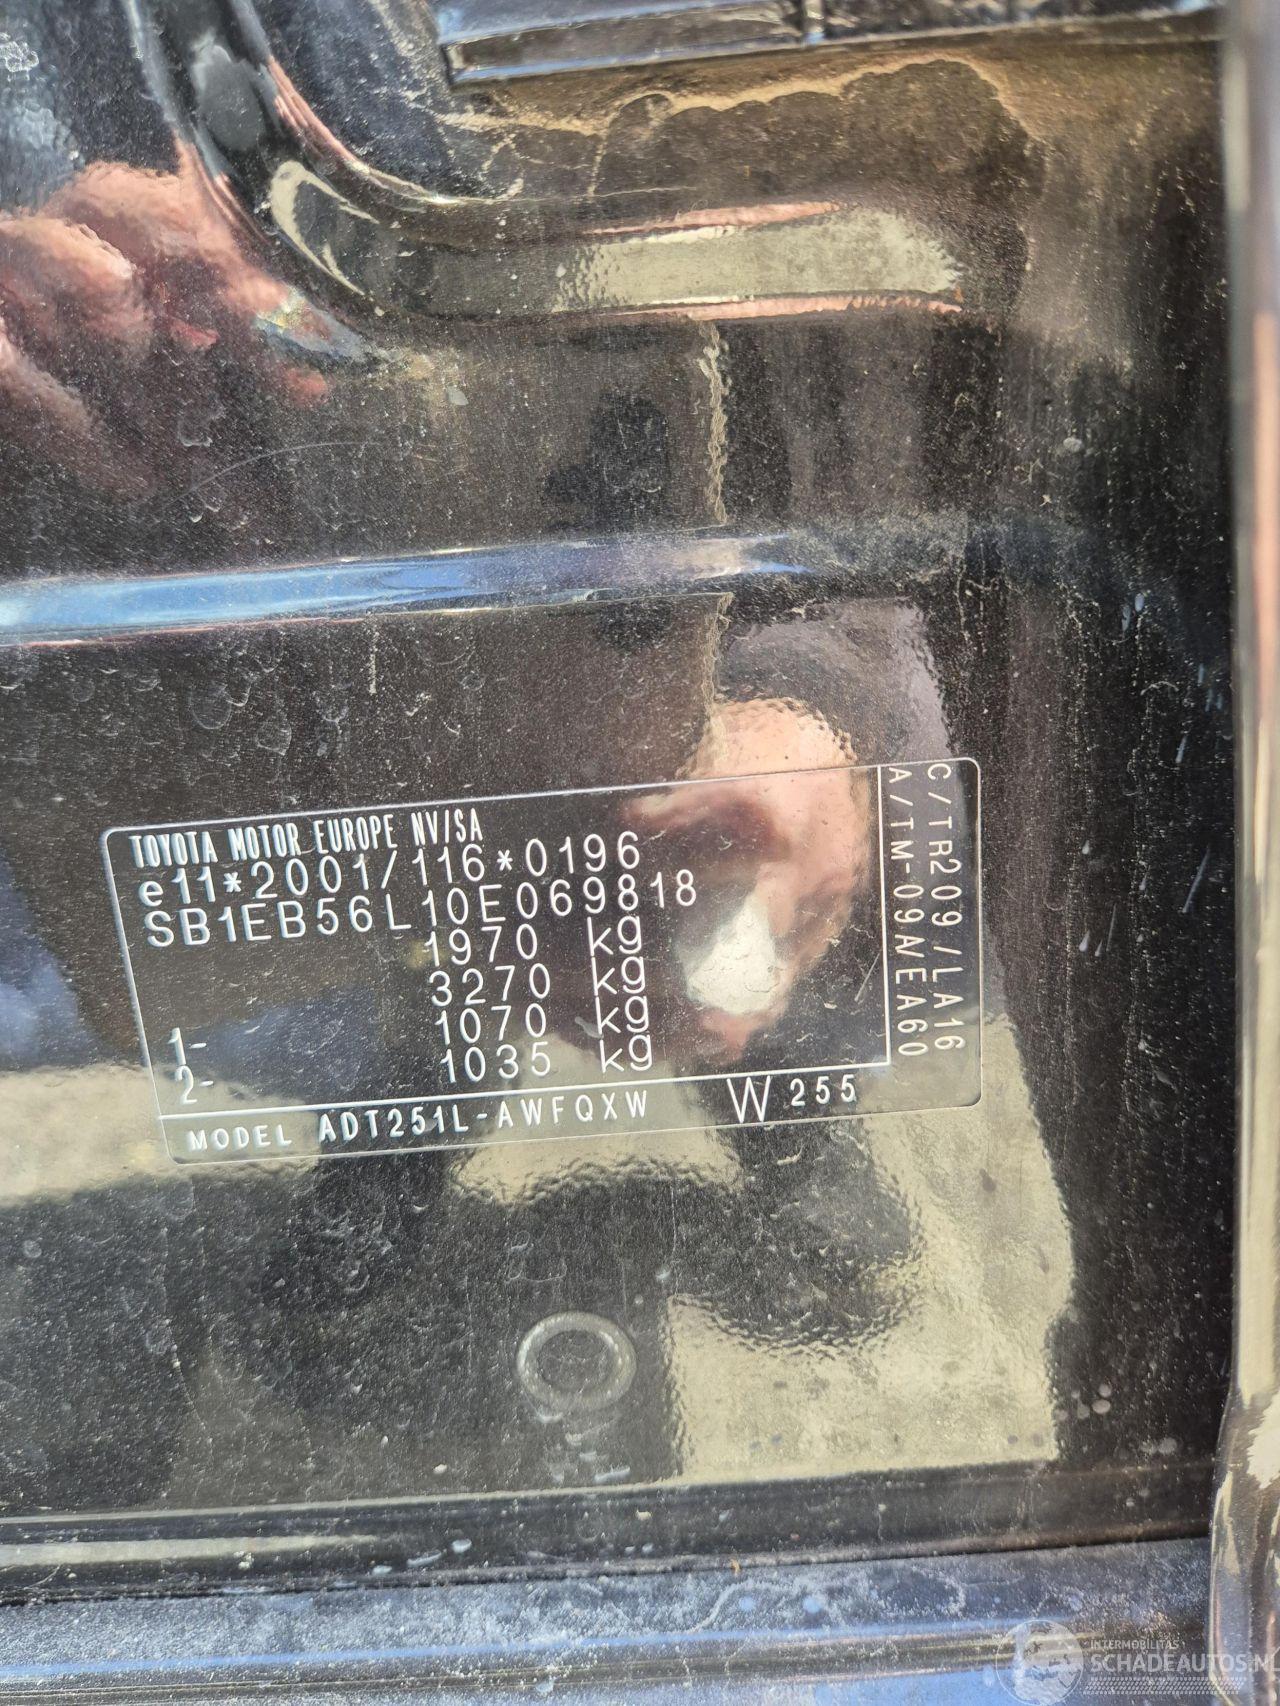 TOYOTA MOTOR EUROPE NV/SA
e11*2001/116*0196
SB1EB56L10E069818
1970 kg
3270 kg
1- 1070 kg
2- 1035 kg
MODEL ADT251L-AWFQXW W255
C/TR209/LA16
A/TM-09A/EA60
INTERMOBILITAS
SCHADEAUTOS.NL